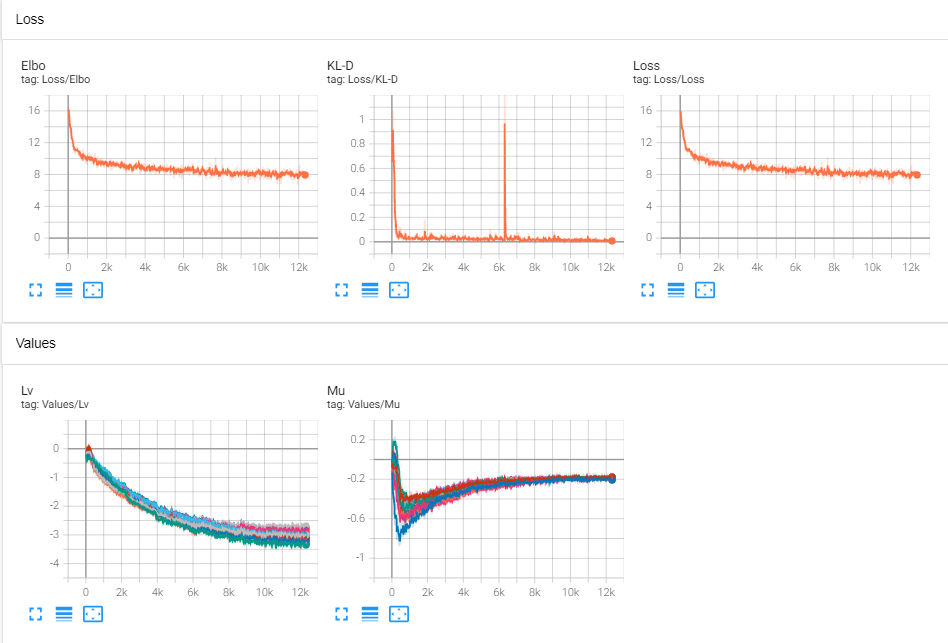 Loss
Elbo
tag: Loss/Elbo
16
12
8
4
0
0 2k 4k 6k 8k 10k 12k
KL-D
tag: Loss/KL-D
1
0.8
0.6
0.4
0.2
0
0 2k 4k 6k 8k 10k 12k
Loss
tag: Loss/Loss
16
12
8
4
0
0 2k 4k 6k 8k 10k 12k
Values
Lv
tag: Values/Lv
0
-1
-2
-3
-4
0 2k 4k 6k 8k 10k 12k
Mu
tag: Values/Mu
0.2
-0.2
-0.6
-1
0 2k 4k 6k 8k 10k 12k